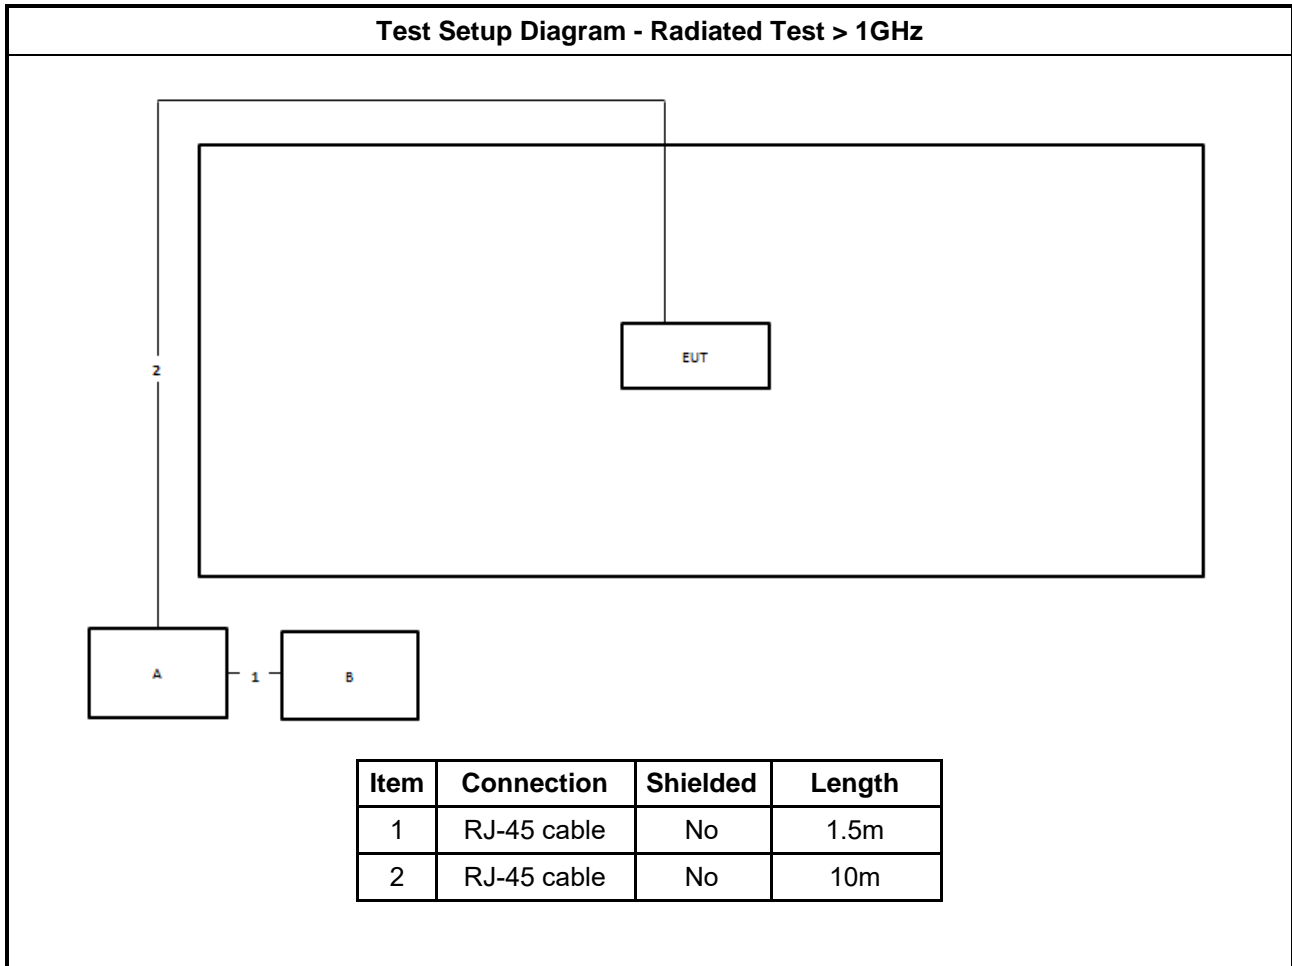 Test Setup Diagram - Radiated Test > 1GHz
EUT
2
A
1
B
Item Connection Shielded Length
1 RJ-45 cable No 1.5m
2 RJ-45 cable No 10m